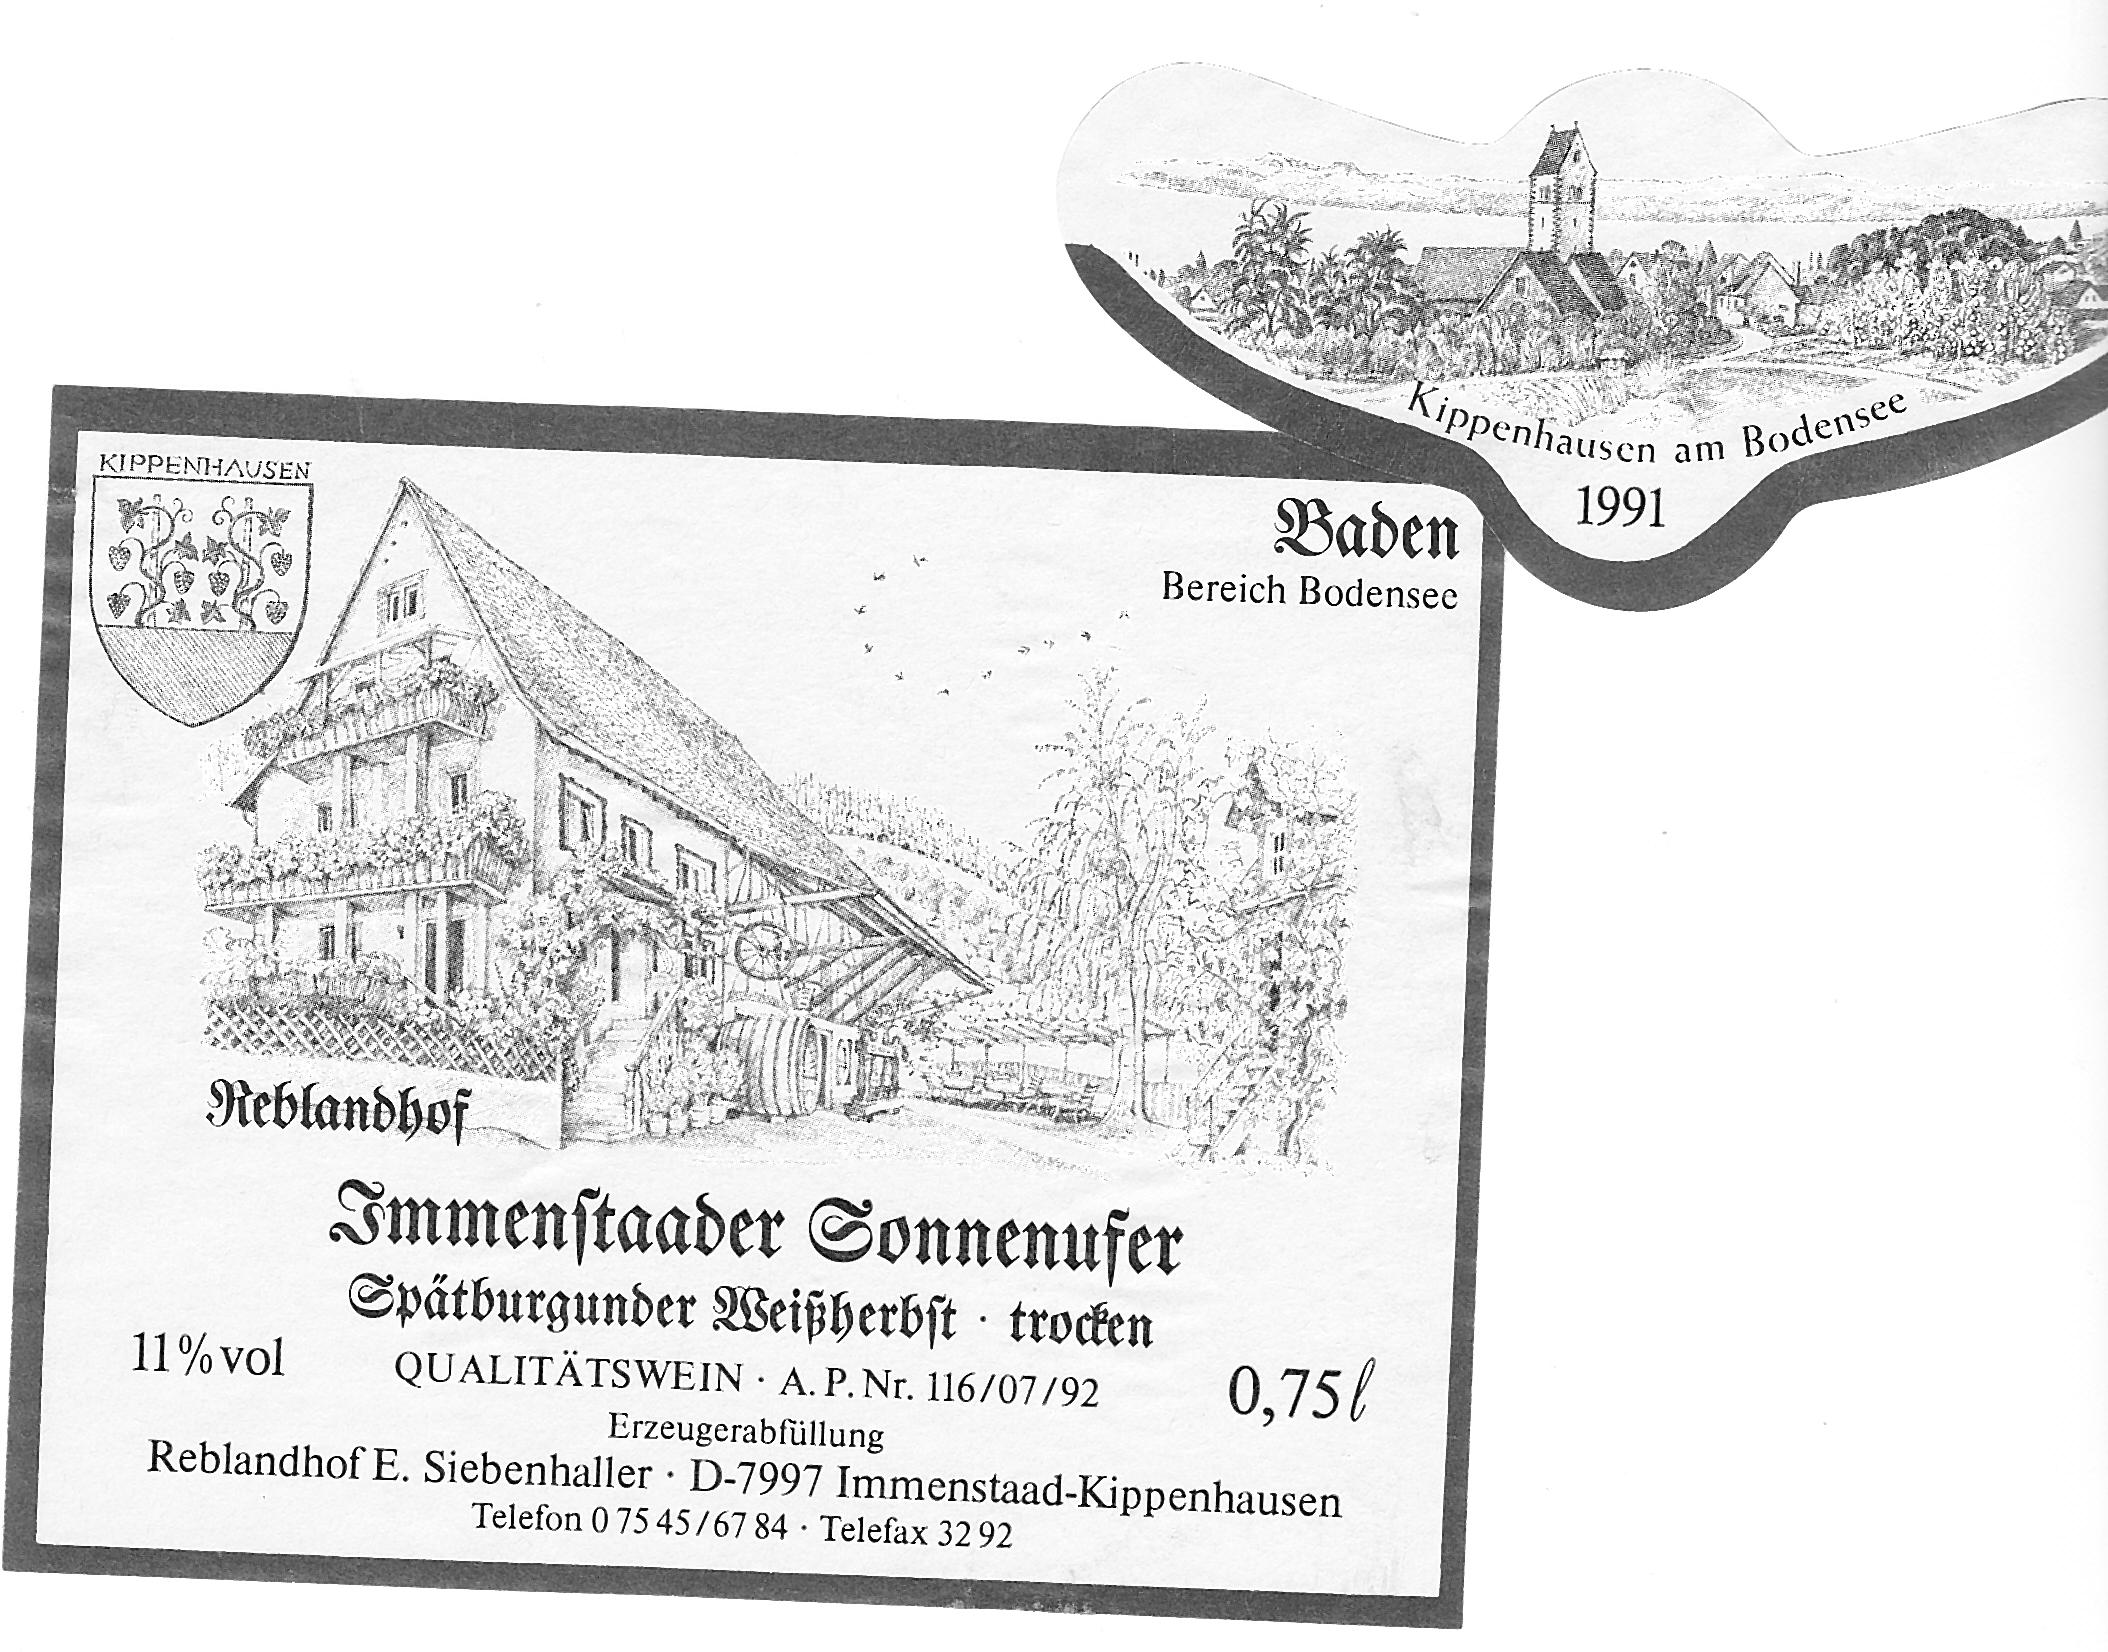 Kippenhausen am Bodensee
1991
KIPPENHAUSEN
Baden
Bereich Bodensee
Reblandhof
Immenſtaader Sonnenufer
Spätburgunder Weißherbſt · trocken
11% vol
QUALITÄTSWEIN · A. P. Nr. 116/07/92
0,75 ℓ
Erzeugerabfüllung
Reblandhof E. Siebenhaller · D-7997 Immenstaad-Kippenhausen
Telefon 0 75 45/67 84 · Telefax 32 92